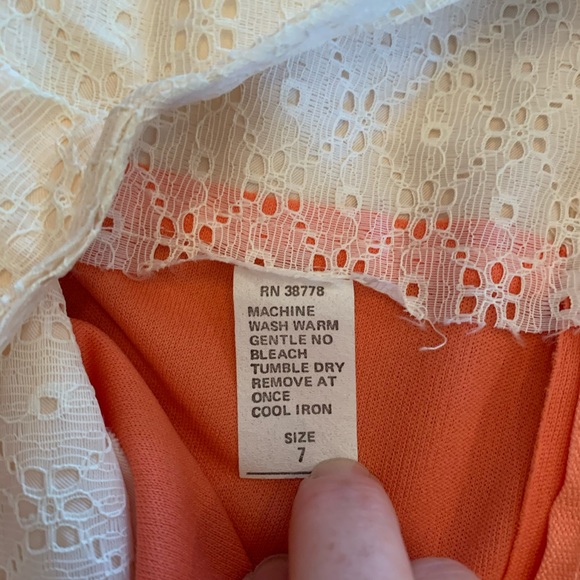 RN 38778
MACHINE
WASH WARM
GENTLE NO
BLEACH
TUMBLE DRY
REMOVE AT
ONCE
COOL IRON
SIZE
7